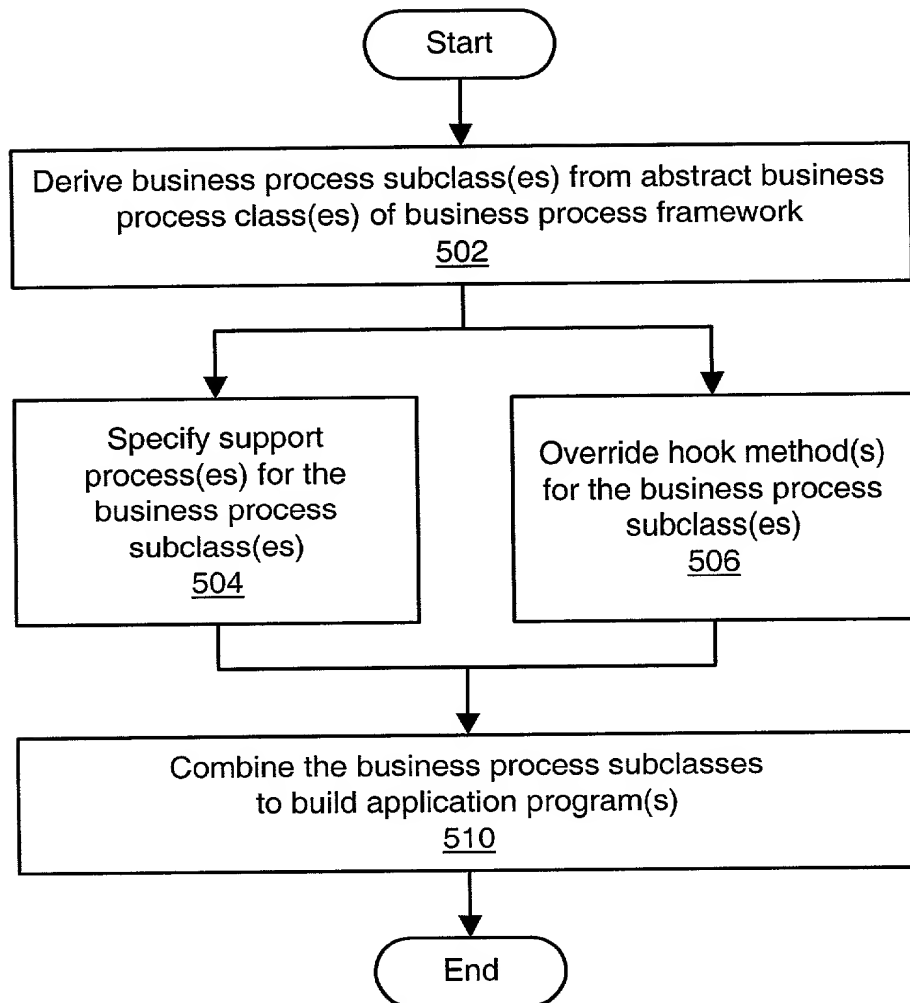 Start
Derive business process subclass(es) from abstract business
process class(es) of business process framework
502
Specify support
process(es) for the
business process
subclass(es)
504
Override hook method(s)
for the business process
subclass(es)
506
Combine the business process subclasses
to build application program(s)
510
End